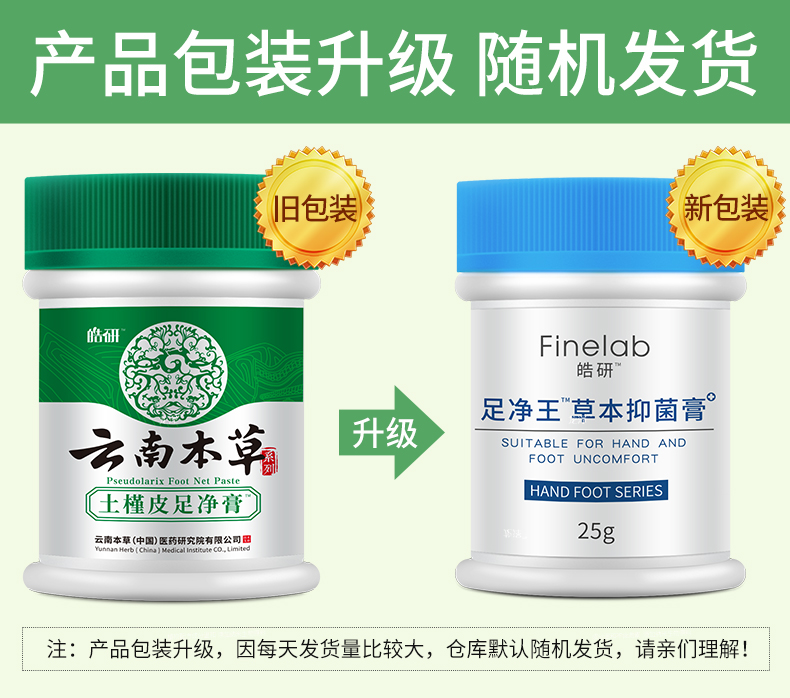 产品包装升级 随机发货
旧包装
新包装
皓研™
云南本草
系列
Pseudolarix Foot Net Paste
土槿皮足净膏™
云南本草(中国)医药研究院有限公司
Yunnan Herb ( China ) Medical Institute CO., Limited
升级
Finelab
皓研™
足净王™草本抑菌膏
SUITABLE FOR HAND AND
FOOT UNCOMFORT
HAND FOOT SERIES
25g
注：产品包装升级，因每天发货量比较大，仓库默认随机发货，请亲们理解！